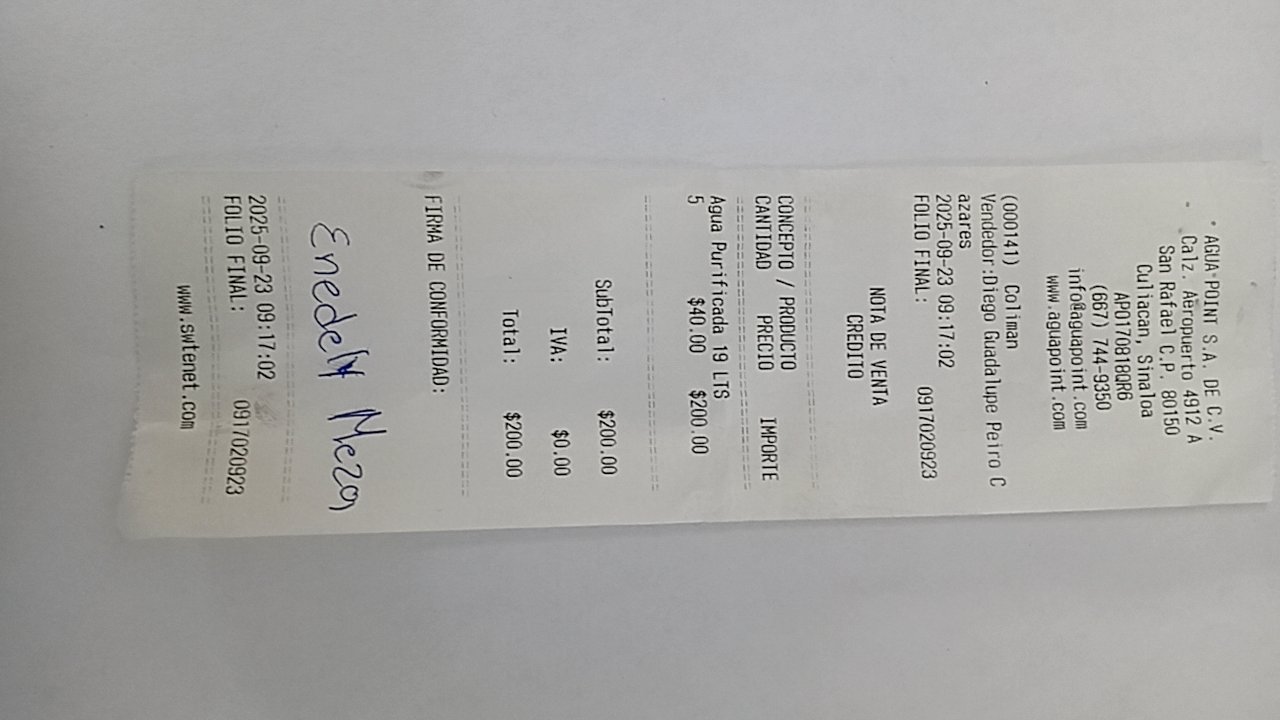 AGUA POINT S.A. DE C.V.
Calz. Aeropuerto 4912 A
San Rafael C.P. 80150
Culiacan, Sinaloa
APO170818QR6
(667) 744-9350
info@aguapoint.com
www.aguapoint.com
(000141) Coliman
Vendedor:Diego Guadalupe Peiro C
azares
2025-09-23 09:17:02
FOLIO FINAL: 0917020923
NOTA DE VENTA
CREDITO
CONCEPTO / PRODUCTO
CANTIDAD PRECIO IMPORTE
Agua Purificada 19 LTS
5 $40.00 $200.00
SubTotal: $200.00
IVA: $0.00
Total: $200.00
FIRMA DE CONFORMIDAD:
2025-09-23 09:17:02
FOLIO FINAL: 0917020923
www.swtenet.com